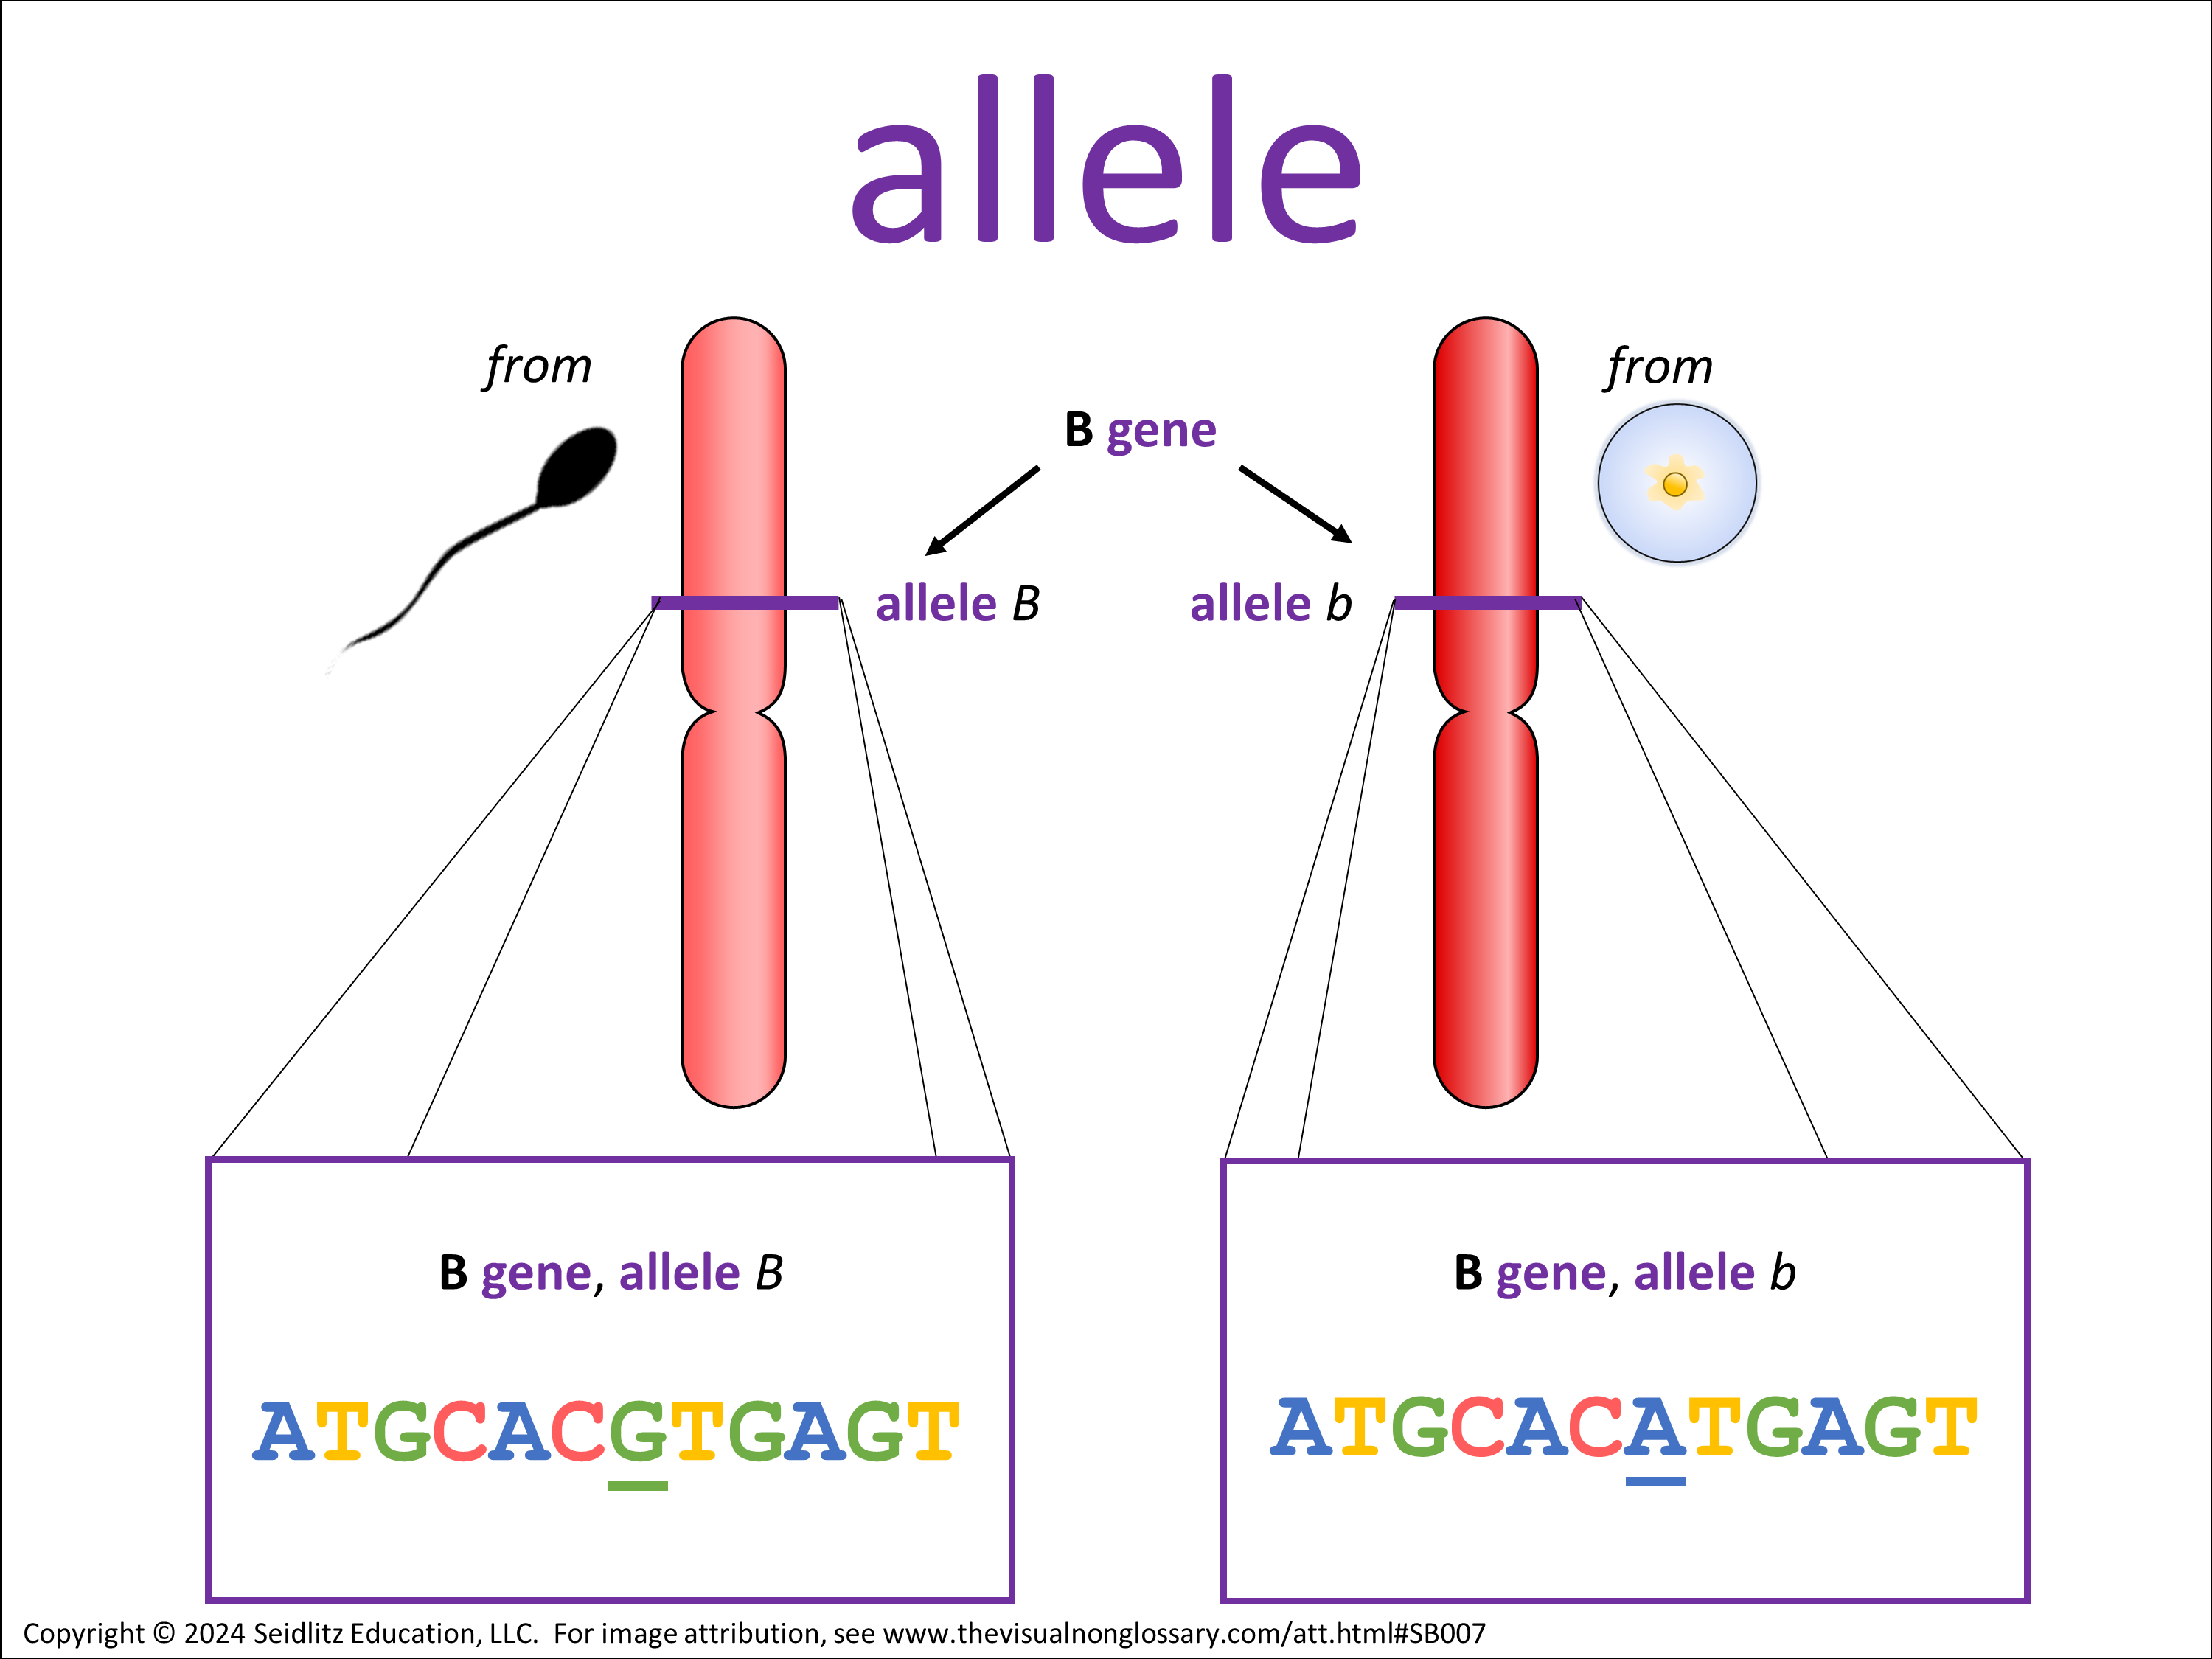 allele
from
from
B gene
allele B
allele b
B gene, allele B
B gene, allele b
ATGCACGTGAGT
ATGCACATGAGT
Copyright © 2024 Seidlitz Education, LLC.  For image attribution, see www.thevisualnonglossary.com/att.html#SB007